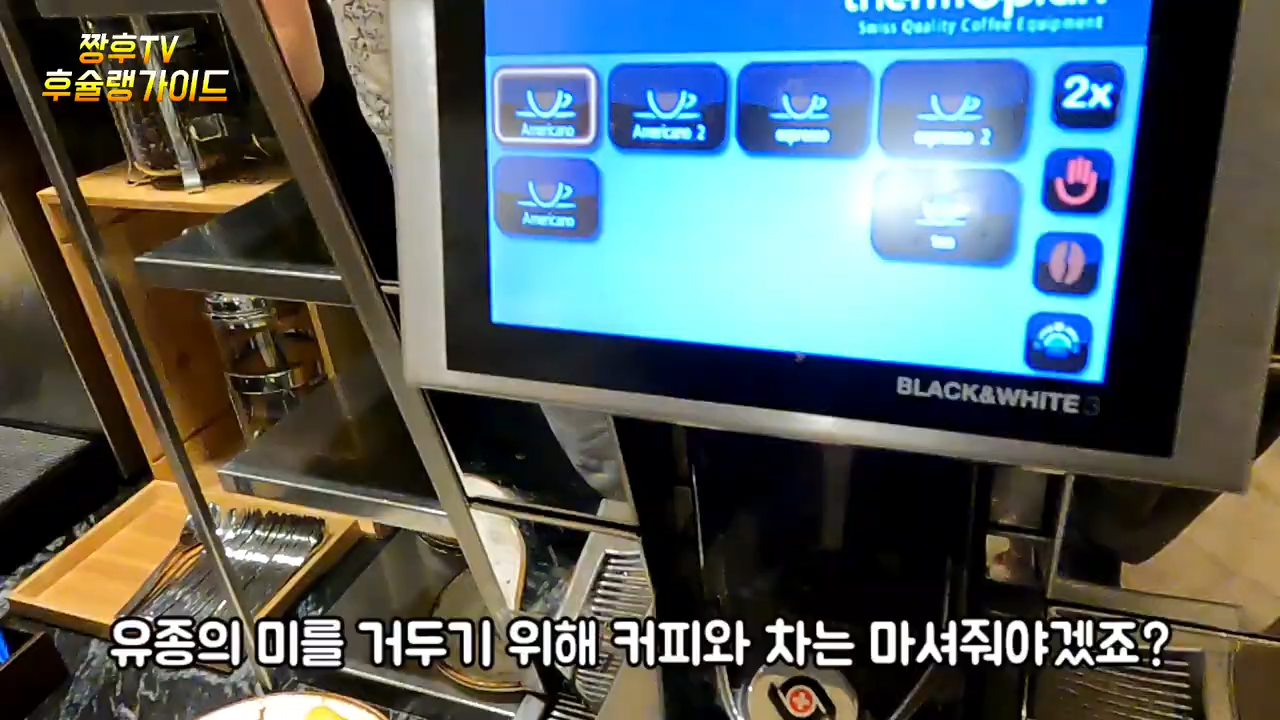 짱후TV
후슐랭가이드
thermoplan
Swiss Quality Coffee Equipment
Americano
Americano 2
espresso
espresso 2
2x
Americano
BLACK&WHITE3
유종의 미를 거두기 위해 커피와 차는 마셔줘야겠죠?